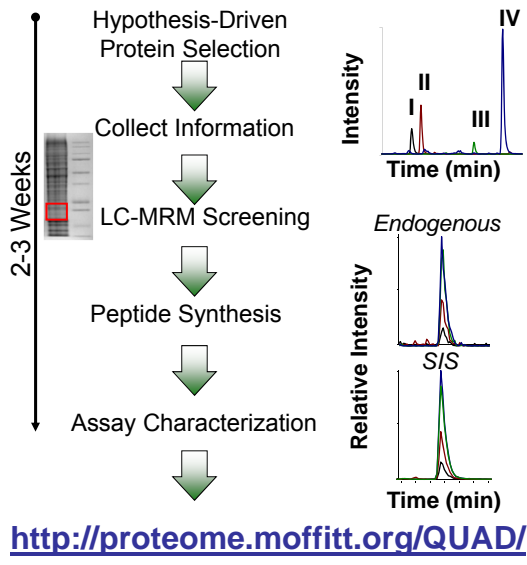 Hypothesis-Driven
Protein Selection
Collect Information
LC-MRM Screening
Peptide Synthesis
Assay Characterization
2-3 Weeks
Intensity
I
II
III
IV
Time (min)
Endogenous
Relative Intensity
SIS
Time (min)
http://proteome.moffitt.org/QUAD/